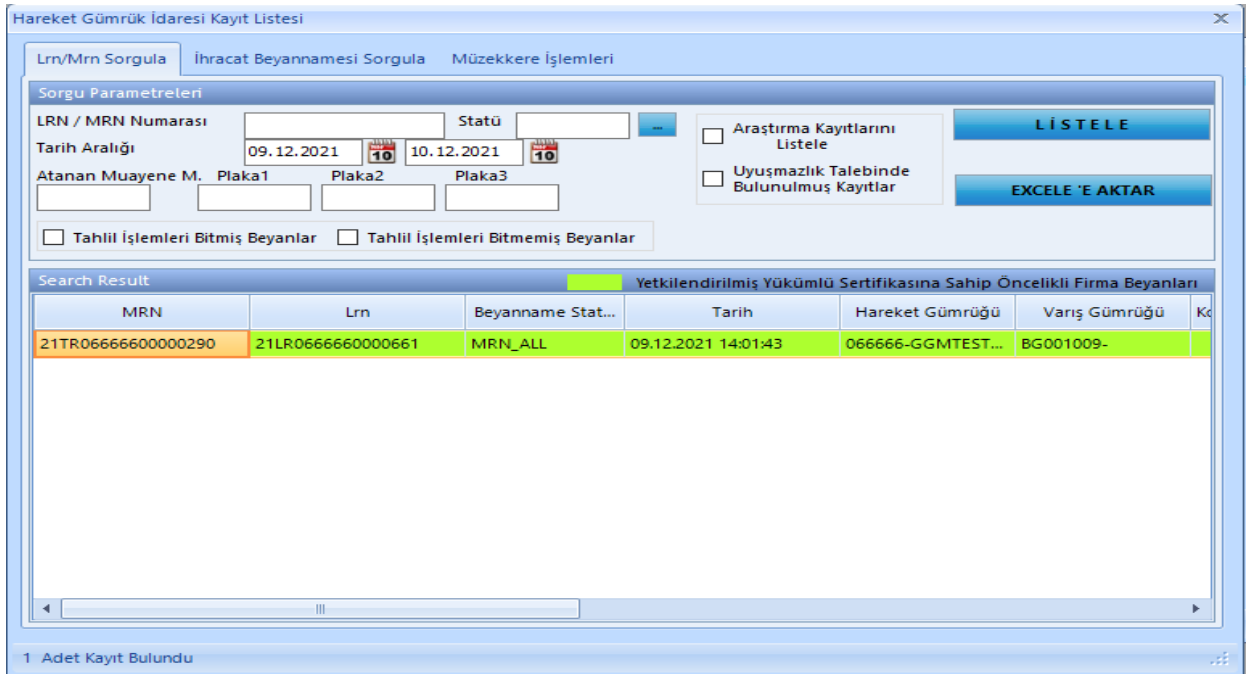 Hareket Gümrük İdaresi Kayıt Listesi
Lrn/Mrn Sorgula İhracat Beyannamesi Sorgula Müzekkere İşlemleri
Sorgu Parametreleri
LRN / MRN Numarası Statü ...
Tarih Aralığı 09.12.2021 10 10.12.2021 10
Atanan Muayene M. Plaka1 Plaka2 Plaka3
Araştırma Kayıtlarını
Listele
Uyuşmazlık Talebinde
Bulunulmuş Kayıtlar
LİSTELE
EXCELE 'E AKTAR
Tahlil İşlemleri Bitmiş Beyanlar Tahlil İşlemleri Bitmemiş Beyanlar
Search Result Yetkilendirilmiş Yükümlü Sertifikasına Sahip Öncelikli Firma Beyanları
MRN Lrn Beyanname Stat... Tarih Hareket Gümrüğü Varış Gümrüğü
21TR06666600000290 21LR0666660000661 MRN_ALL 09.12.2021 14:01:43 066666-GGMTEST... BG001009-
1 Adet Kayıt Bulundu